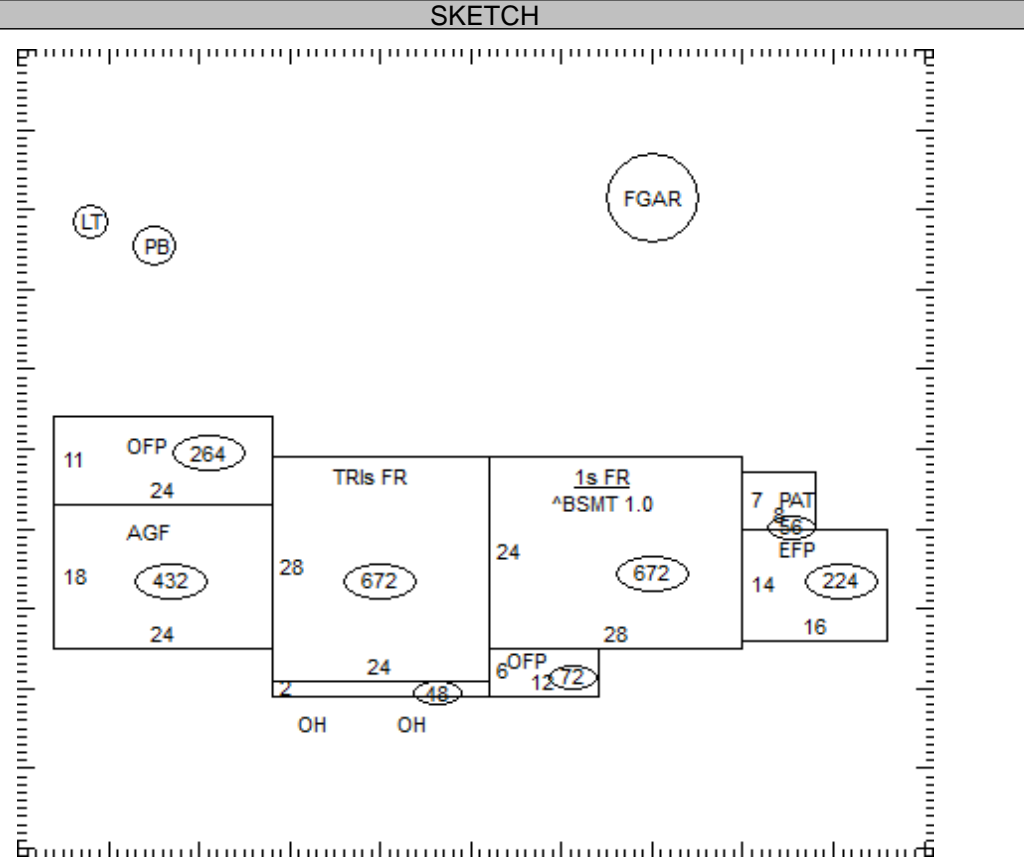 SKETCH
FGAR
LT
PB
11 OFP 264
24
AGF
18 432
24
TRIs FR
28 672
24
2 48
OH OH
1s FR
^BSMT 1.0
24 672
28
6 OFP
12 72
7 PAT
8
56
EFP
14 224
16